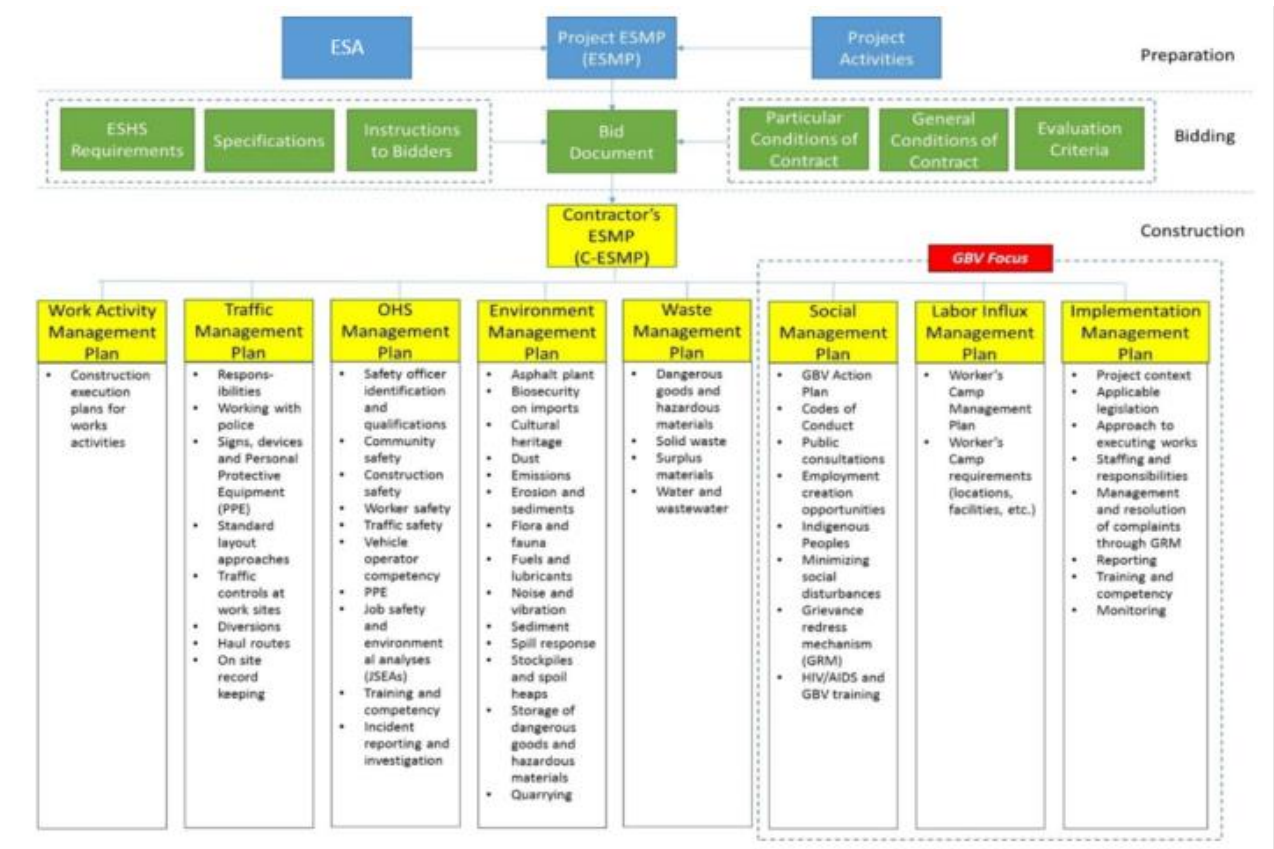 ESA
Project ESMP
(ESMP)
Project
Activities
Preparation
ESHS
Requirements
Specifications
Instructions
to Bidders
Bid
Document
Particular
Conditions of
Contract
General
Conditions of
Contract
Evaluation
Criteria
Bidding
Contractor's
ESMP
(C-ESMP)
Construction
GBV Focus
Work Activity
Management
Plan
• Construction
execution
plans for
works
activities
Traffic
Management
Plan
• Respons-
ibilities
• Working with
police
• Signs, devices
and Personal
Protective
Equipment
(PPE)
• Standard
layout
approaches
• Traffic
controls at
work sites
• Diversions
• Haul routes
• On site
record
keeping
OHS
Management
Plan
• Safety officer
identification
and
qualifications
• Community
safety
• Construction
safety
• Worker safety
• Traffic safety
• Vehicle
operator
competency
• PPE
• Job safety
and
environment
al analyses
(JSEAs)
• Training and
competency
• Incident
reporting and
investigation
Environment
Management
Plan
• Asphalt plant
• Biosecurity
on imports
• Cultural
heritage
• Dust
• Emissions
• Erosion and
sediments
• Flora and
fauna
• Fuels and
lubricants
• Noise and
vibration
• Sediment
• Spill response
• Stockpiles
and spoil
heaps
• Storage of
dangerous
goods and
hazardous
materials
• Quarrying
Waste
Management
Plan
• Dangerous
goods and
hazardous
materials
• Solid waste
• Surplus
materials
• Water and
wastewater
Social
Management
Plan
• GBV Action
Plan
• Codes of
Conduct
• Public
consultations
• Employment
creation
opportunities
• Indigenous
Peoples
• Minimizing
social
disturbances
• Grievance
redress
mechanism
(GRM)
• HIV/AIDS and
GBV training
Labor Influx
Management
Plan
• Worker's
Camp
Management
Plan
• Worker's
Camp
requirements
(locations,
facilities, etc.)
Implementation
Management
Plan
• Project context
• Applicable
legislation
• Approach to
executing works
• Staffing and
responsibilities
• Management
and resolution
of complaints
through GRM
• Reporting
• Training and
competency
• Monitoring